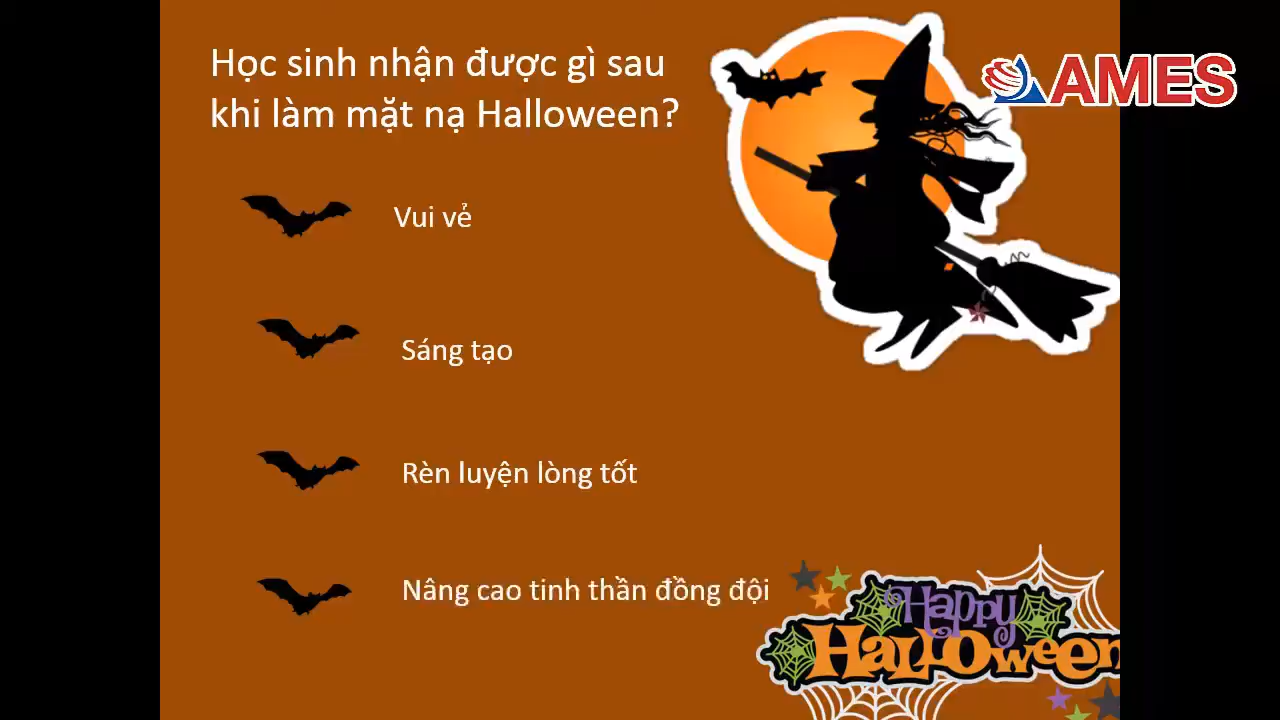 Học sinh nhận được gì sau
khi làm mặt nạ Halloween?
AMES
Vui vẻ
Sáng tạo
Rèn luyện lòng tốt
Nâng cao tinh thần đồng đội
Happy
Halloween